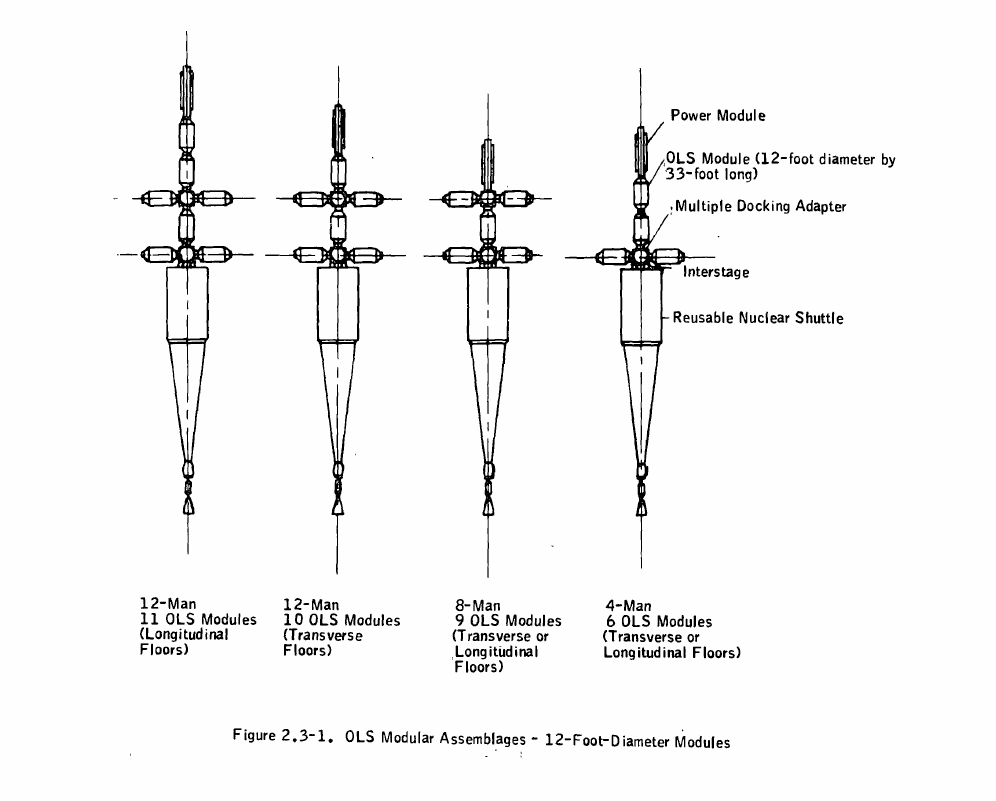 Power Module
OLS Module (12-foot diameter by
33-foot long)
Multiple Docking Adapter
Interstage
Reusable Nuclear Shuttle
12-Man
11 OLS Modules
(Longitudinal
Floors)
12-Man
10 OLS Modules
(Transverse
Floors)
8-Man
9 OLS Modules
(Transverse or
Longitudinal
Floors)
4-Man
6 OLS Modules
(Transverse or
Longitudinal Floors)
Figure 2.3-1. OLS Modular Assemblages - 12-Foot-Diameter Modules